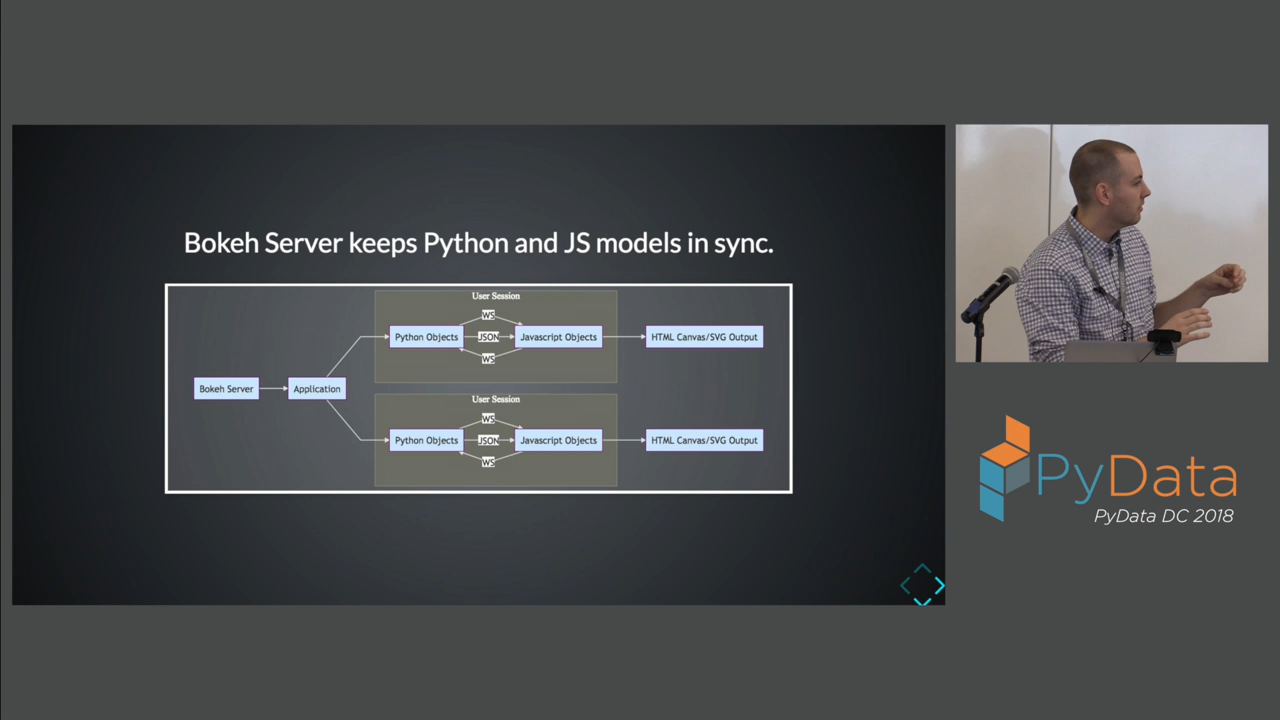 Bokeh Server keeps Python and JS models in sync.
User Session
WS
Python Objects
JSON
Javascript Objects
HTML Canvas/SVG Output
WS
Bokeh Server
Application
User Session
WS
Python Objects
JSON
Javascript Objects
HTML Canvas/SVG Output
WS
PyData
PyData DC 2018